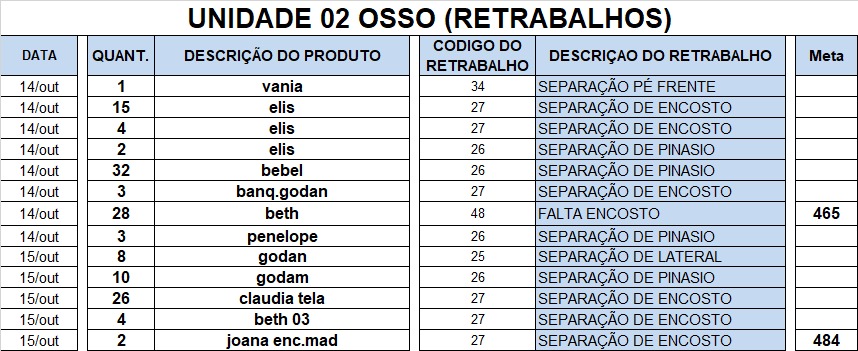 UNIDADE 02 OSSO (RETRABALHOS)
DATA QUANT. DESCRIÇÃO DO PRODUTO CODIGO DO RETRABALHO DESCRIÇAO DO RETRABALHO Meta
14/out 1 vania 34 SEPARAÇÃO PÉ FRENTE
14/out 15 elis 27 SEPARAÇÃO DE ENCOSTO
14/out 4 elis 27 SEPARAÇÃO DE ENCOSTO
14/out 2 elis 26 SEPARAÇÃO DE PINASIO
14/out 32 bebel 26 SEPARAÇÃO DE PINASIO
14/out 3 banq.godan 27 SEPARAÇÃO DE ENCOSTO
14/out 28 beth 48 FALTA ENCOSTO 465
14/out 3 penelope 26 SEPARAÇÃO DE PINASIO
15/out 8 godan 25 SEPARAÇÃO DE LATERAL
15/out 10 godam 26 SEPARAÇÃO DE PINASIO
15/out 26 claudia tela 27 SEPARAÇÃO DE ENCOSTO
15/out 4 beth 03 27 SEPARAÇÃO DE ENCOSTO
15/out 2 joana enc.mad 27 SEPARAÇÃO DE ENCOSTO 484